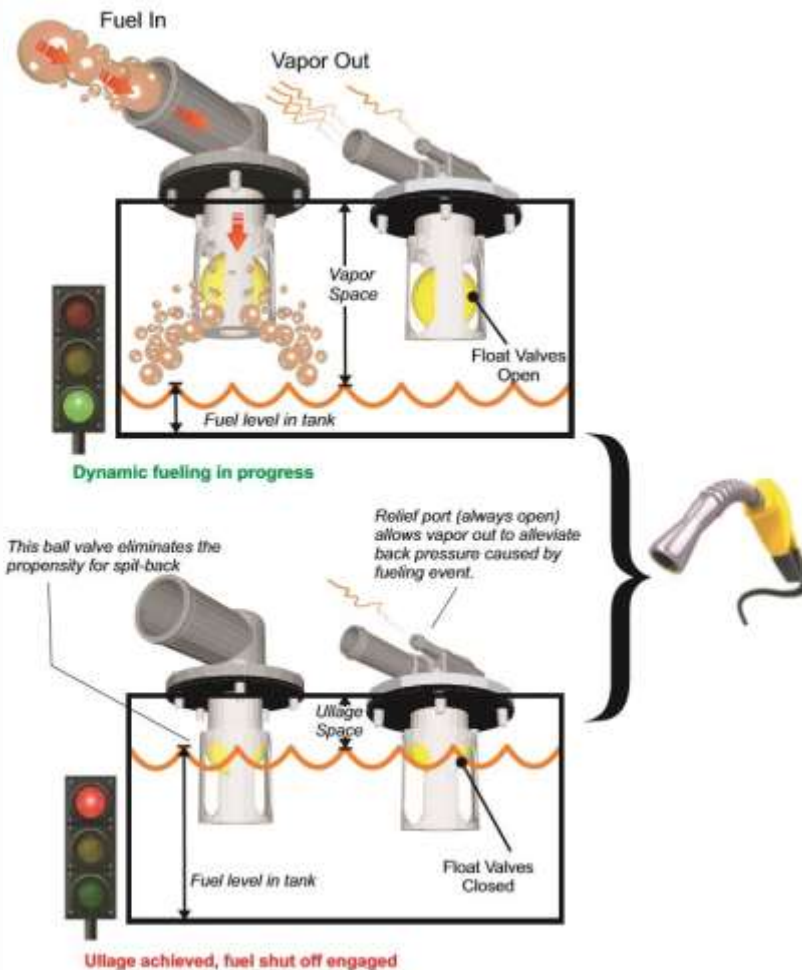 Fuel In
Vapor Out
Vapor
Space
Float Valves
Open
Fuel level in tank
Dynamic fueling in progress
This ball valve eliminates the
propensity for spit-back
Relief port (always open)
allows vapor out to alleviate
back pressure caused by
fueling event.
Ullage
Space
Fuel level in tank
Float Valves
Closed
Ullage achieved, fuel shut off engaged